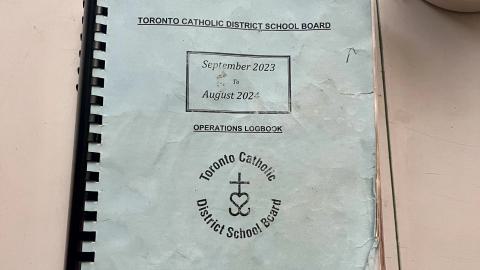 TORONTO CATHOLIC DISTRICT SCHOOL BOARD
September 2023
To
August 2024
OPERATIONS LOGBOOK
Toronto Catholic
District School Board